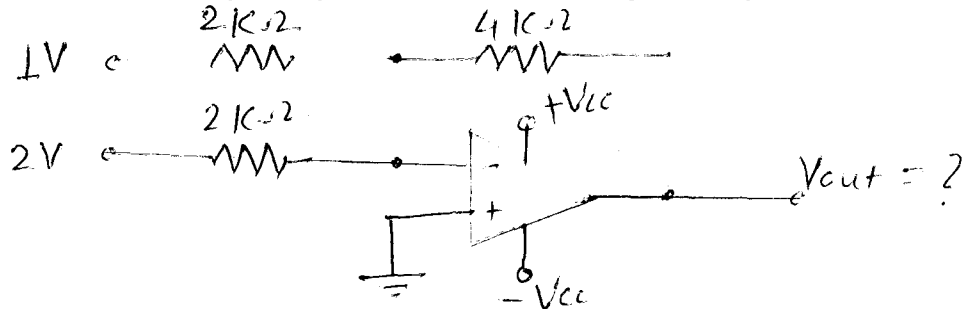 2KΩ 4KΩ
1V
+Vcc
2KΩ
2V
-
Vout = ?
+
-Vcc